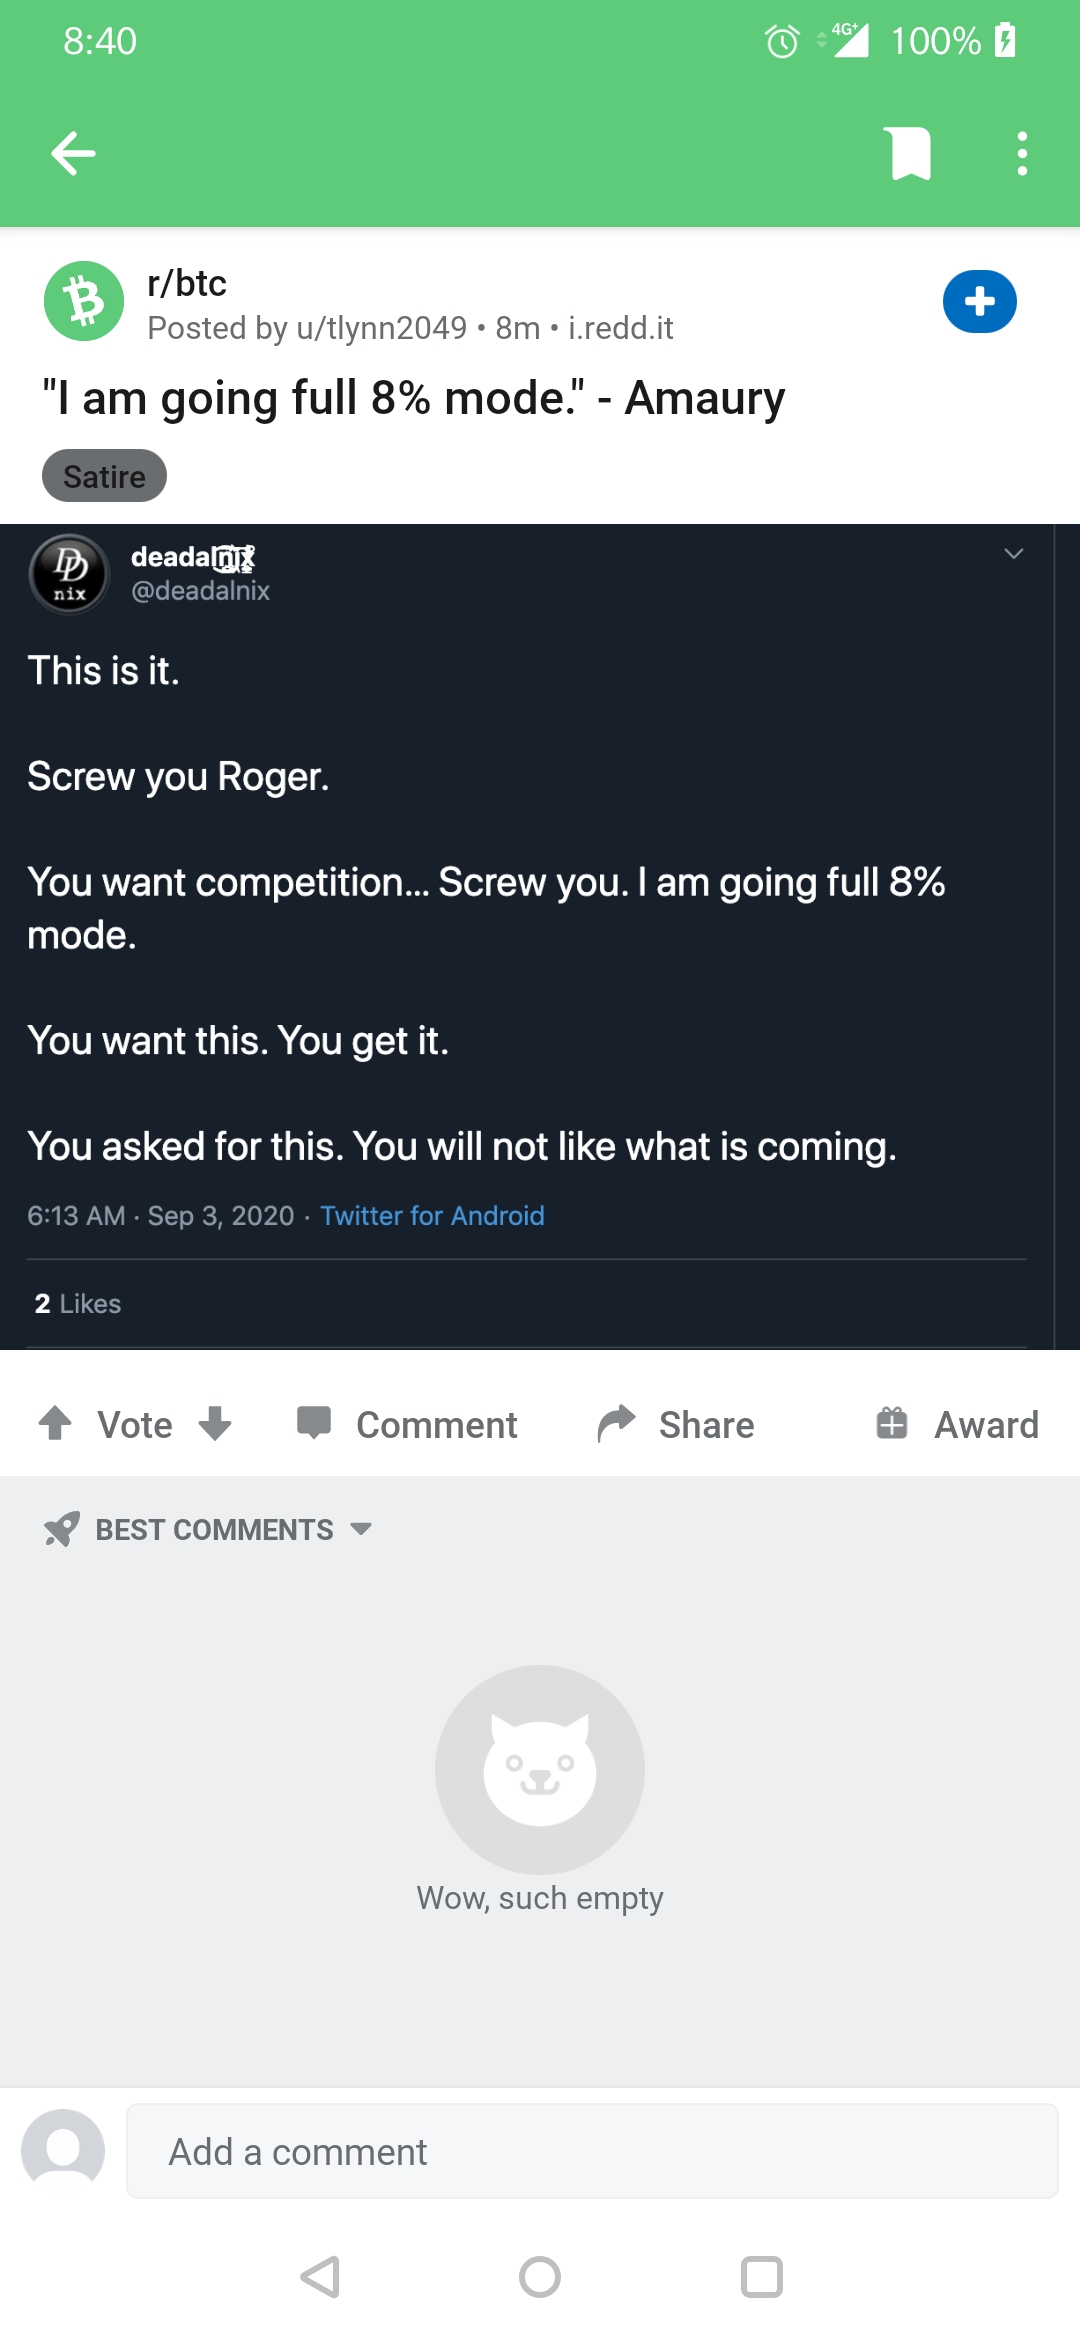 8:40
4G+ 100%
r/btc
Posted by u/tlynn2049 • 8m • i.redd.it
"I am going full 8% mode." - Amaury
Satire
DD
nix
deadalnix
@deadalnix
This is it.
Screw you Roger.
You want competition... Screw you. I am going full 8%
mode.
You want this. You get it.
You asked for this. You will not like what is coming.
6:13 AM · Sep 3, 2020 · Twitter for Android
2 Likes
Vote Comment Share Award
BEST COMMENTS
Wow, such empty
Add a comment